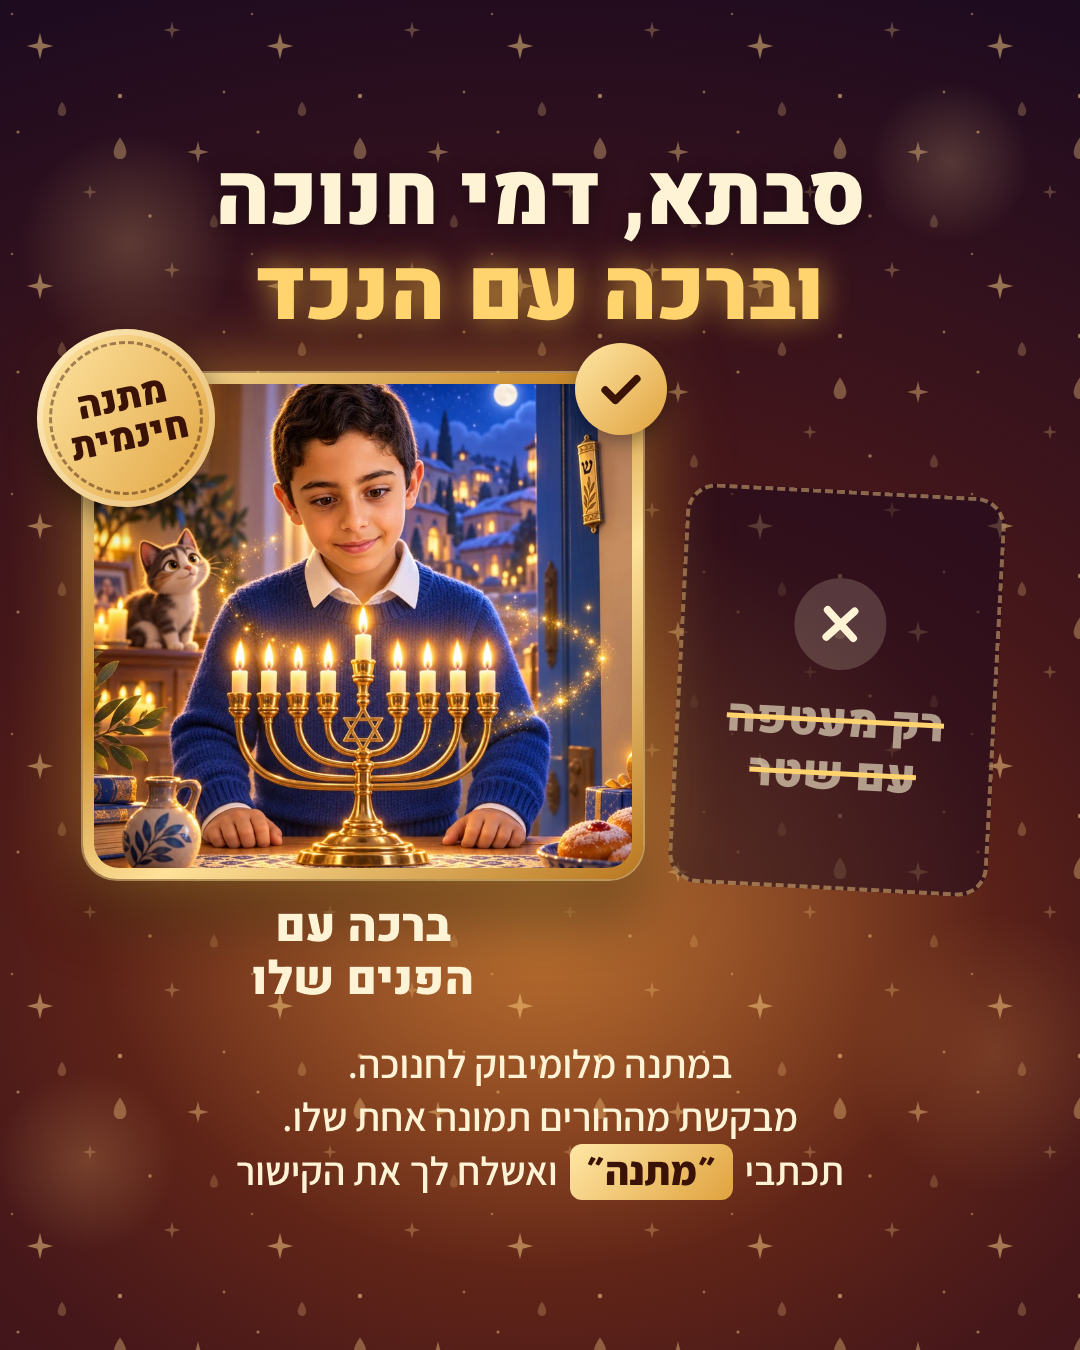 סבתא, דמי חנוכה
וברכה עם הנכד
מתנה
חינמית
ש
רק מעטפה
עם שטר
ברכה עם
הפנים שלו
במתנה מלומיבוק לחנוכה.
מבקשת מההורים תמונה אחת שלו.
תכתבי ״מתנה״ ואשלח לך את הקישור